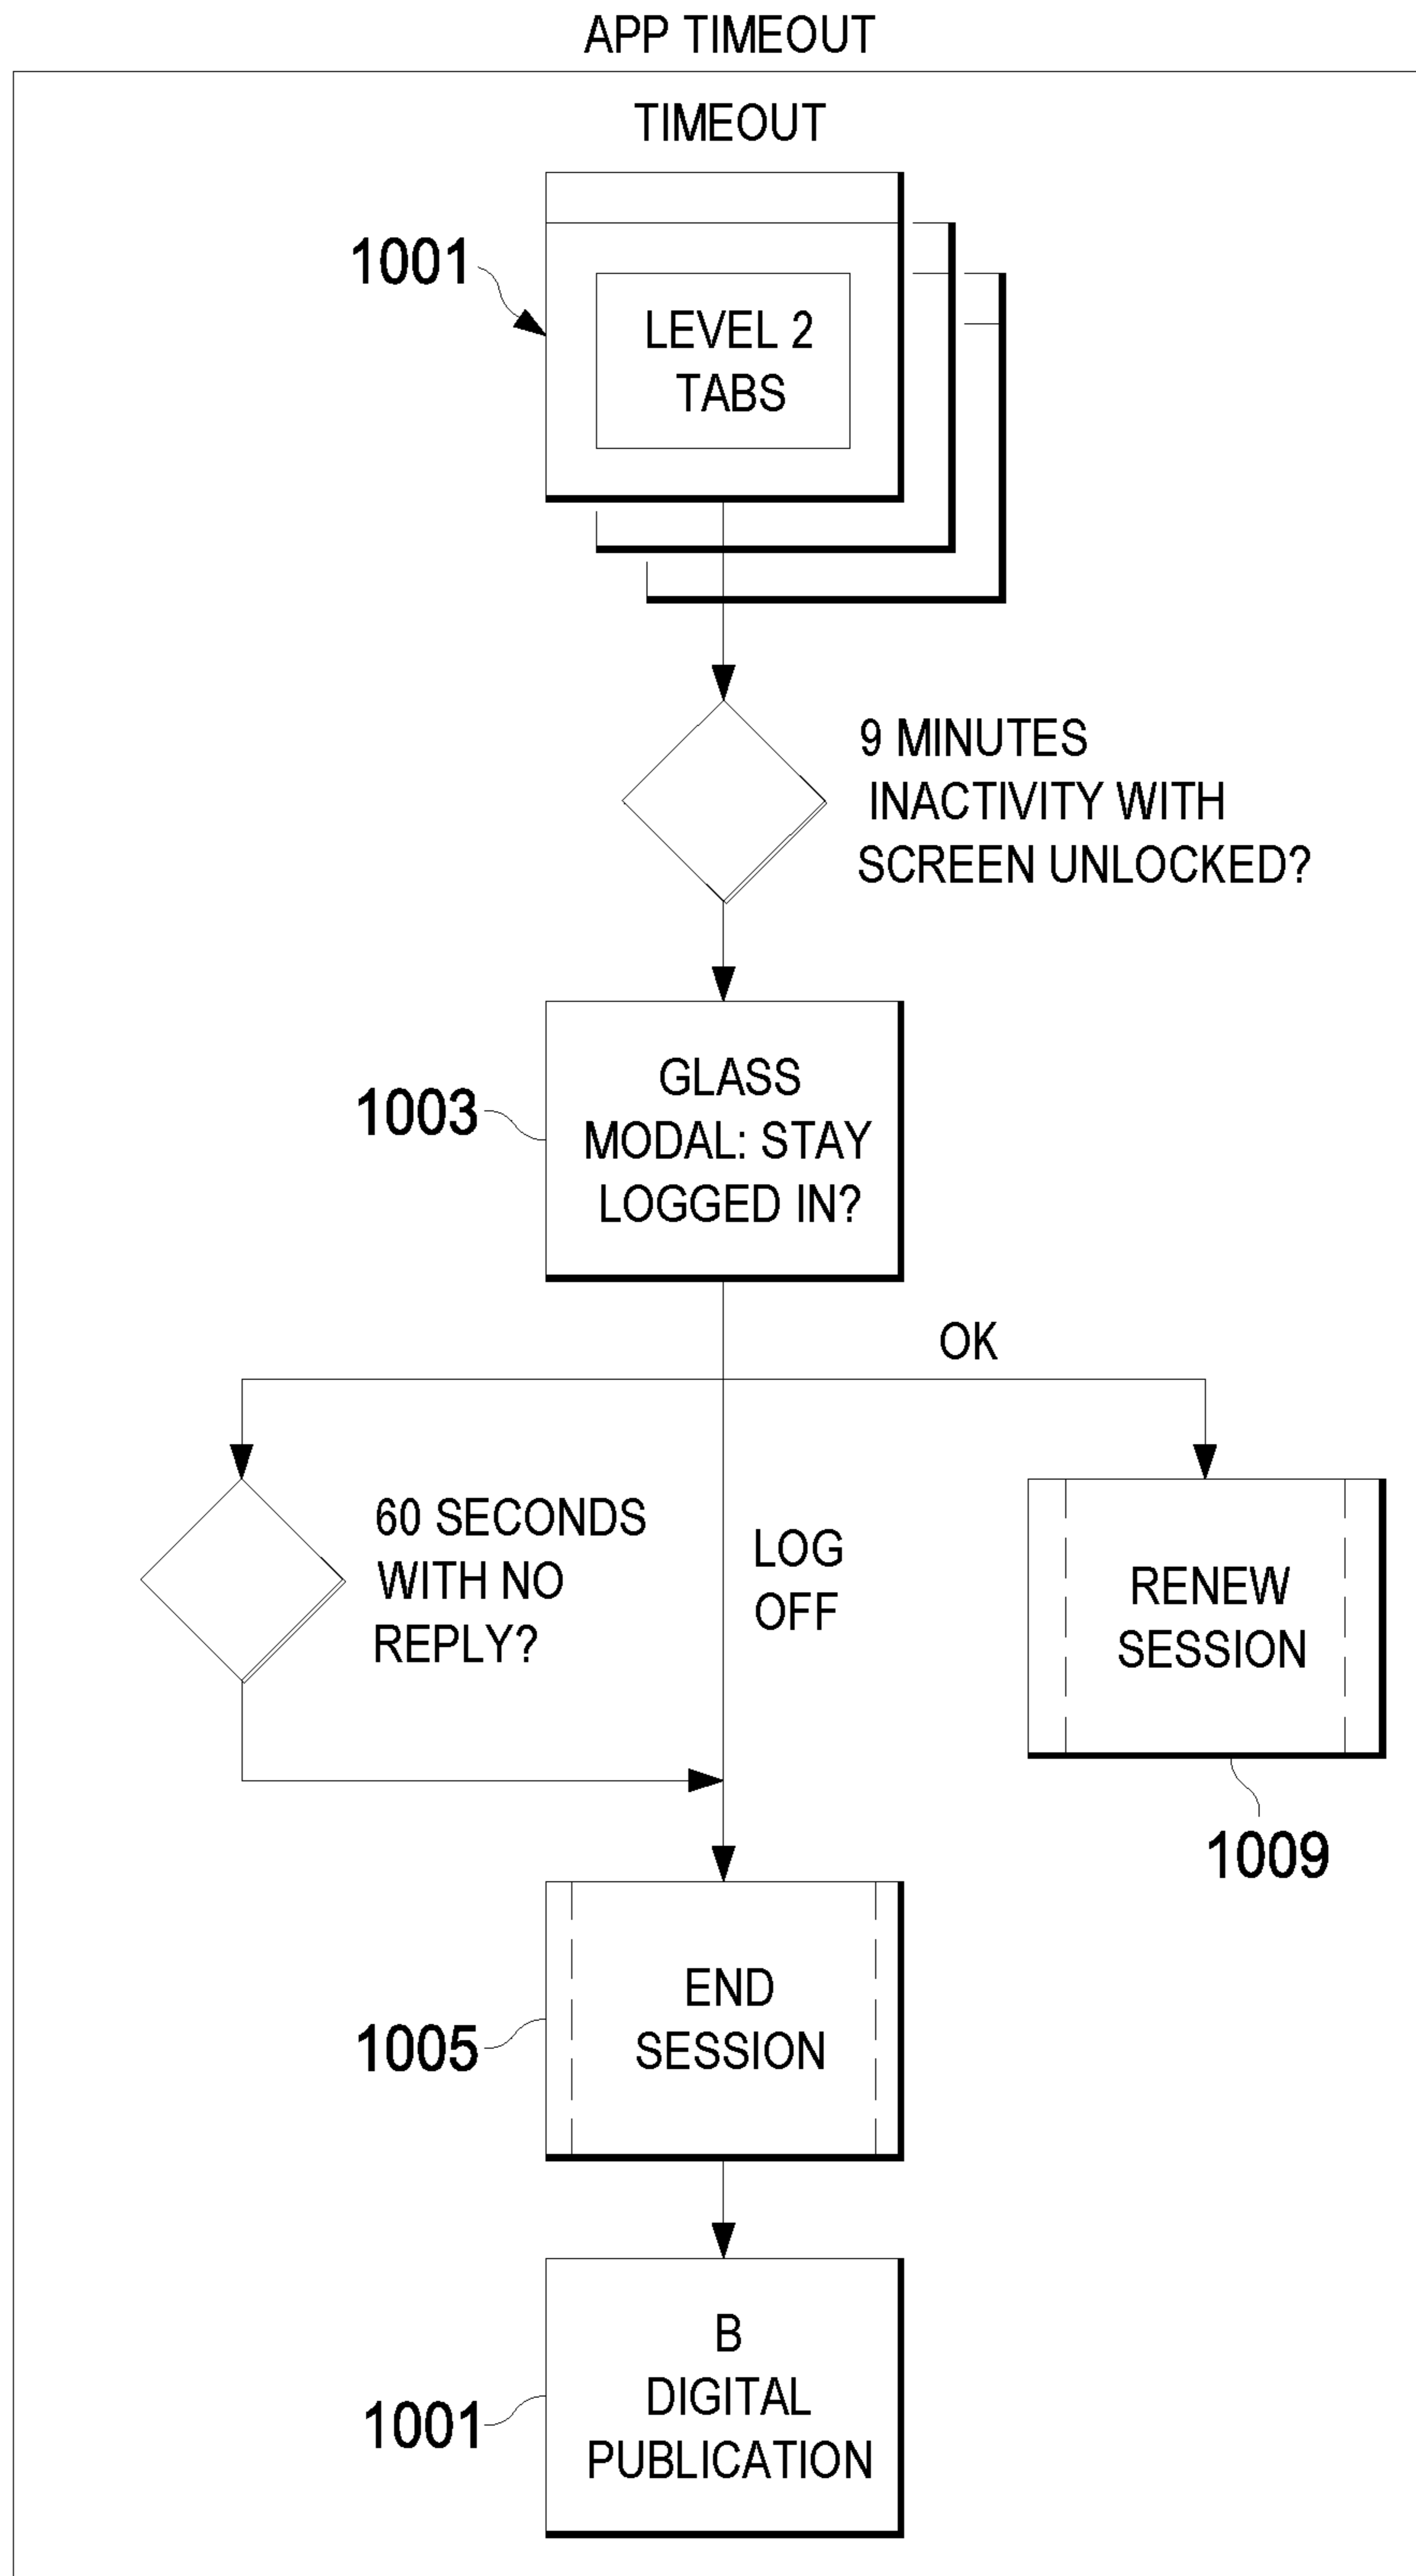 APP TIMEOUT
TIMEOUT
1001
LEVEL 2
TABS
9 MINUTES
INACTIVITY WITH
SCREEN UNLOCKED?
1003
GLASS
MODAL: STAY
LOGGED IN?
OK
60 SECONDS
WITH NO
REPLY?
LOG
OFF
RENEW
SESSION
1009
1005
END
SESSION
1001
B
DIGITAL
PUBLICATION